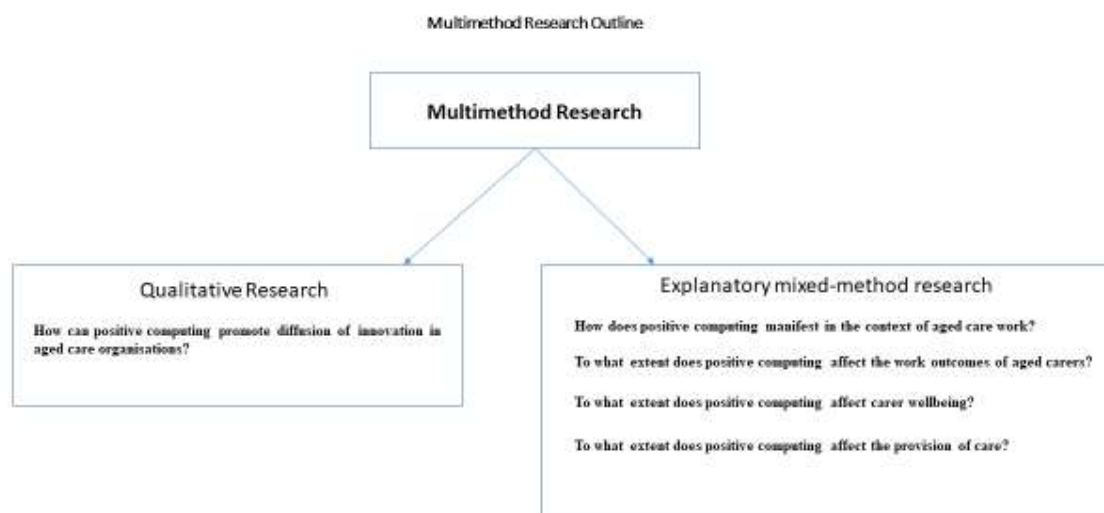 Multimethod Research Outline
Multimethod Research
Qualitative Research
How can positive computing promote diffusion of innovation in
aged care organisations?
Explanatory mixed-method research
How does positive computing manifest in the context of aged care work?
To what extent does positive computing affect the work outcomes of aged carers?
To what extent does positive computing affect carer wellbeing?
To what extent does positive computing affect the provision of care?